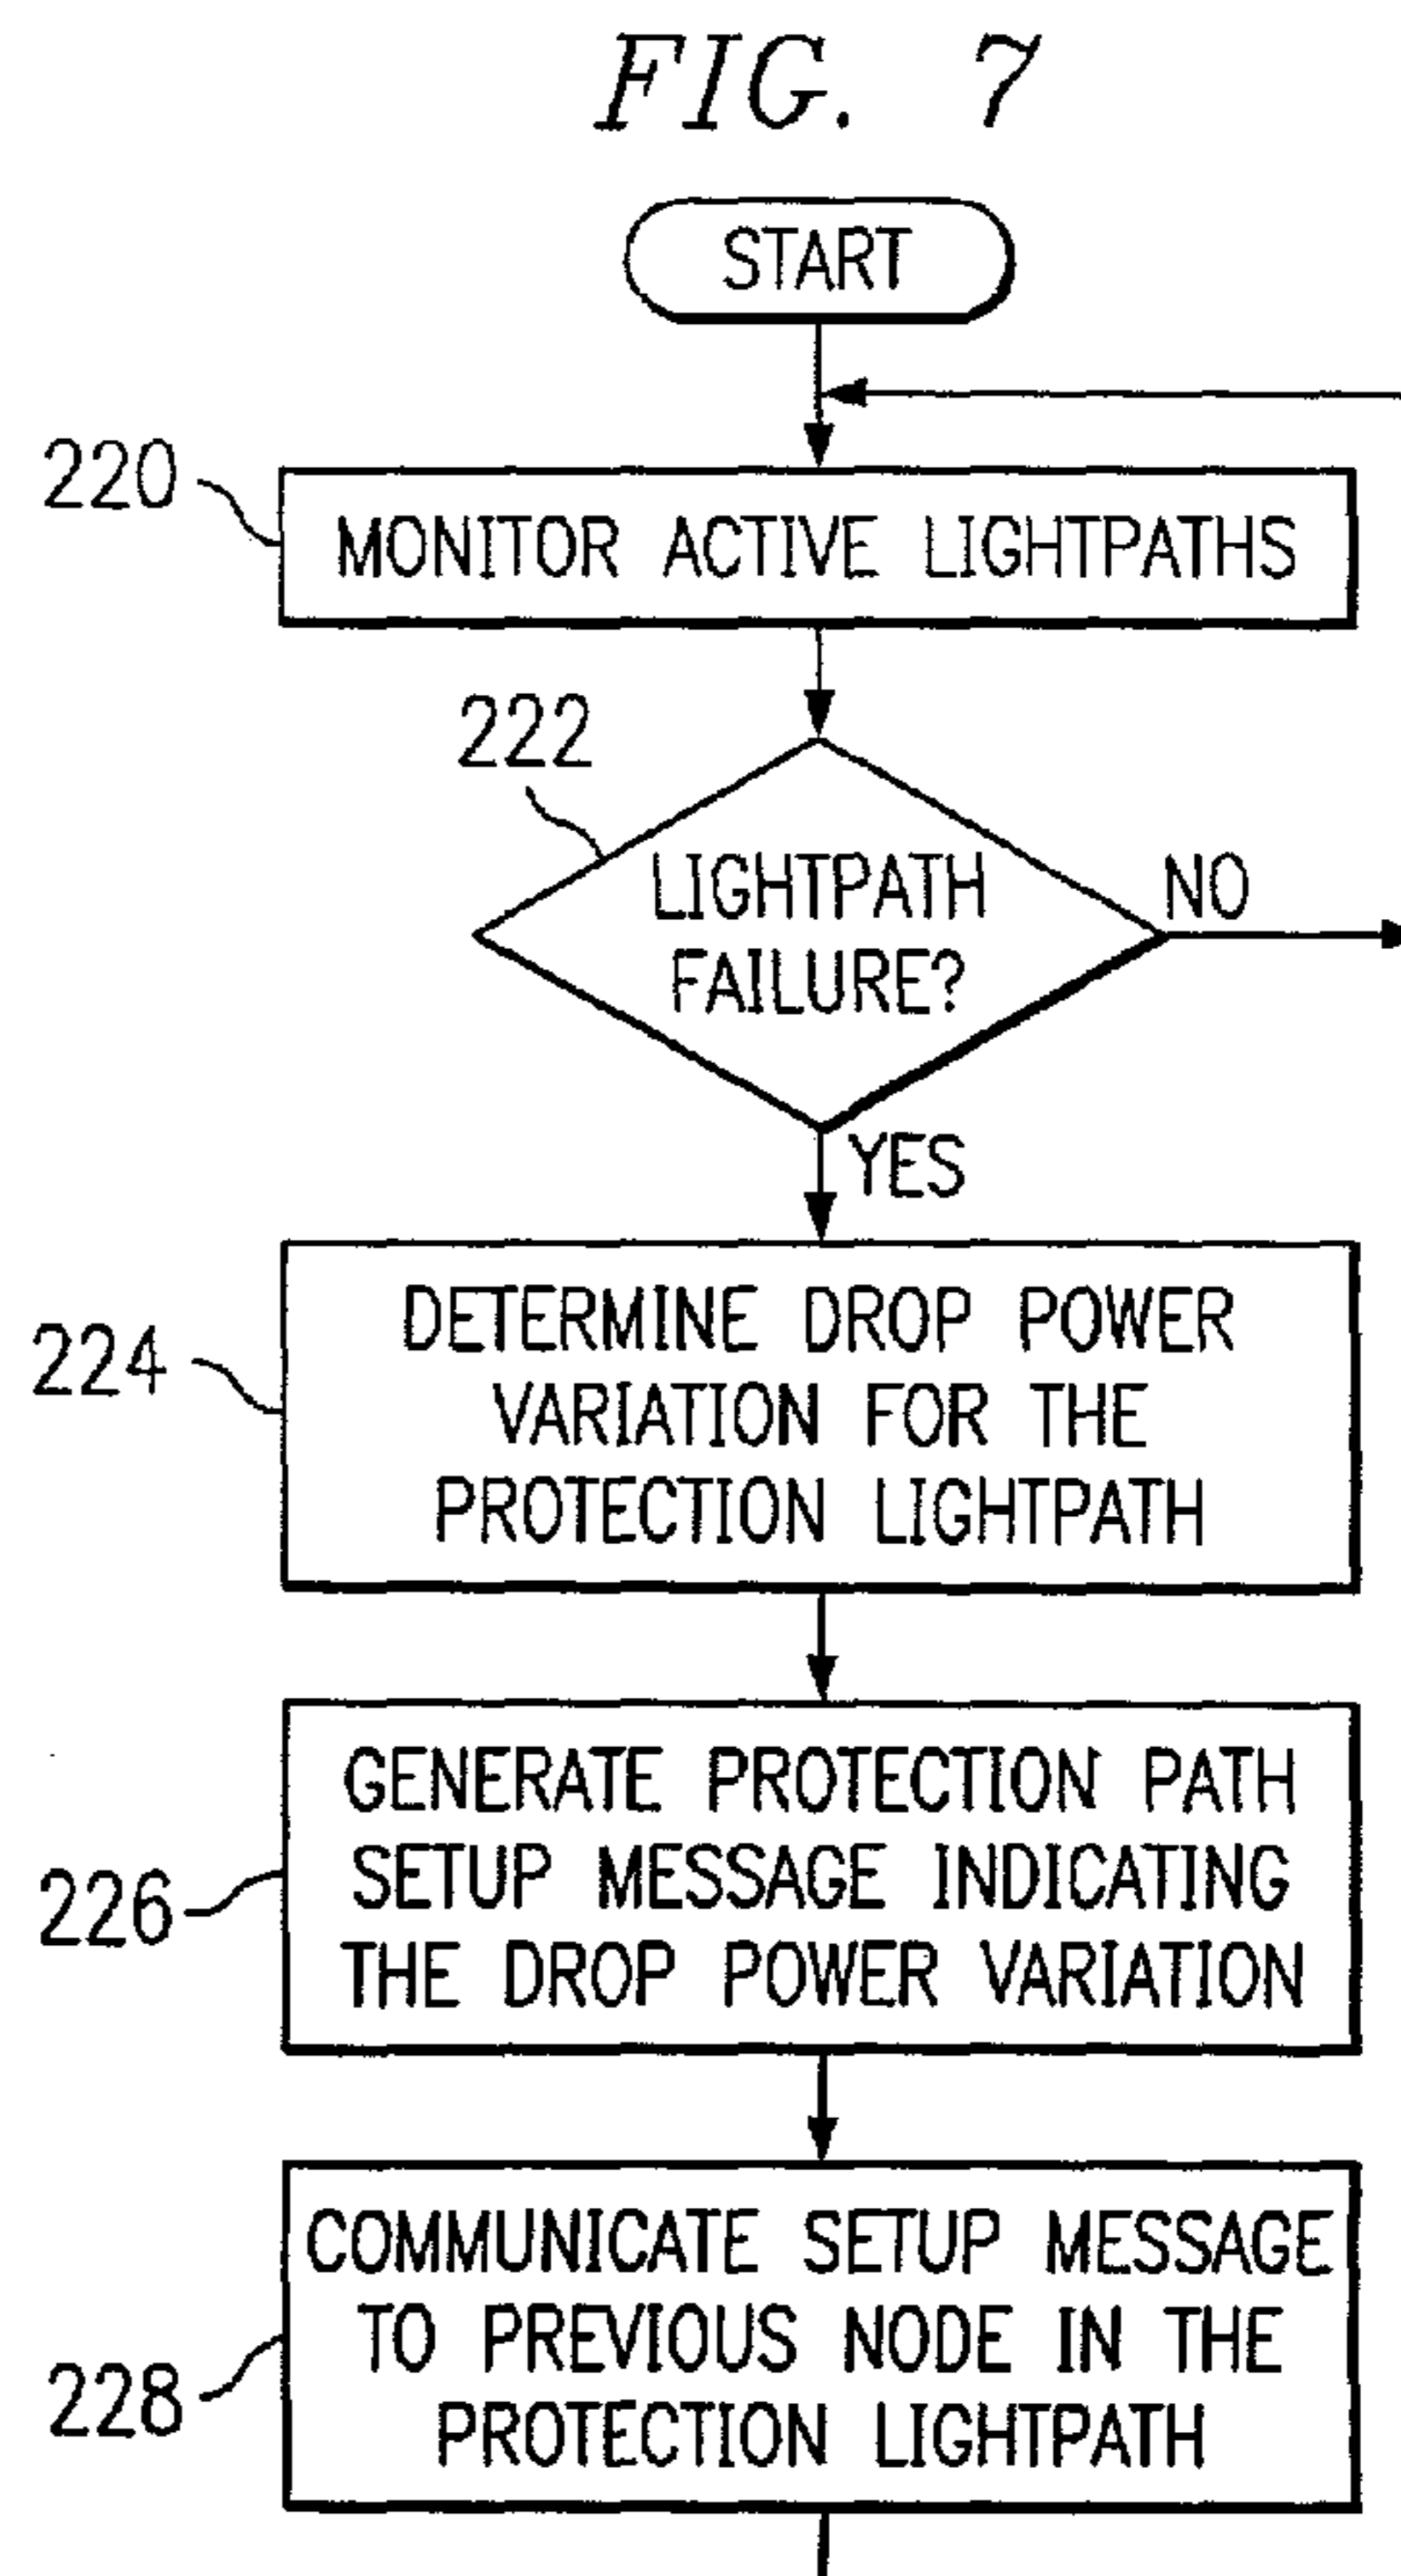 FIG. 7
START
220
MONITOR ACTIVE LIGHTPATHS
222
LIGHTPATH
FAILURE?
NO
YES
224
DETERMINE DROP POWER
VARIATION FOR THE
PROTECTION LIGHTPATH
226
GENERATE PROTECTION PATH
SETUP MESSAGE INDICATING
THE DROP POWER VARIATION
228
COMMUNICATE SETUP MESSAGE
TO PREVIOUS NODE IN THE
PROTECTION LIGHTPATH